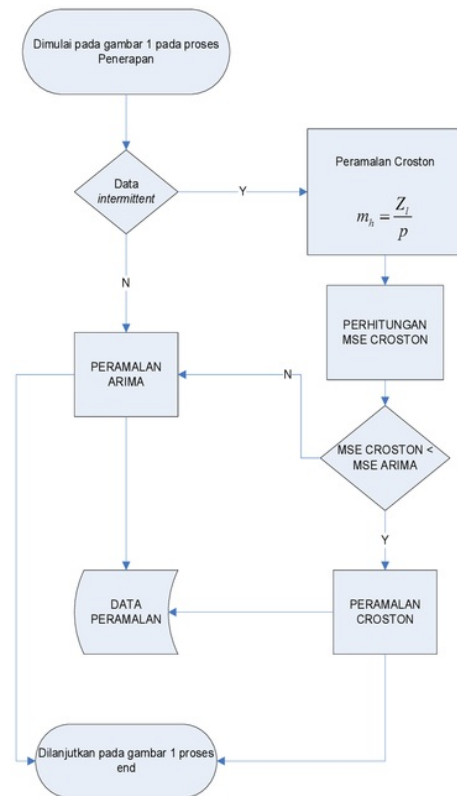 Dimulai pada gambar 1 pada proses
Penerapan
Data
intermittent
Y
Peramalan Croston
m_h = Z_l / p
N
PERHITUNGAN
MSE CROSTON
PERAMALAN
ARIMA
N
MSE CROSTON <
MSE ARIMA
Y
DATA
PERAMALAN
PERAMALAN
CROSTON
Dilanjutkan pada gambar 1 proses
end